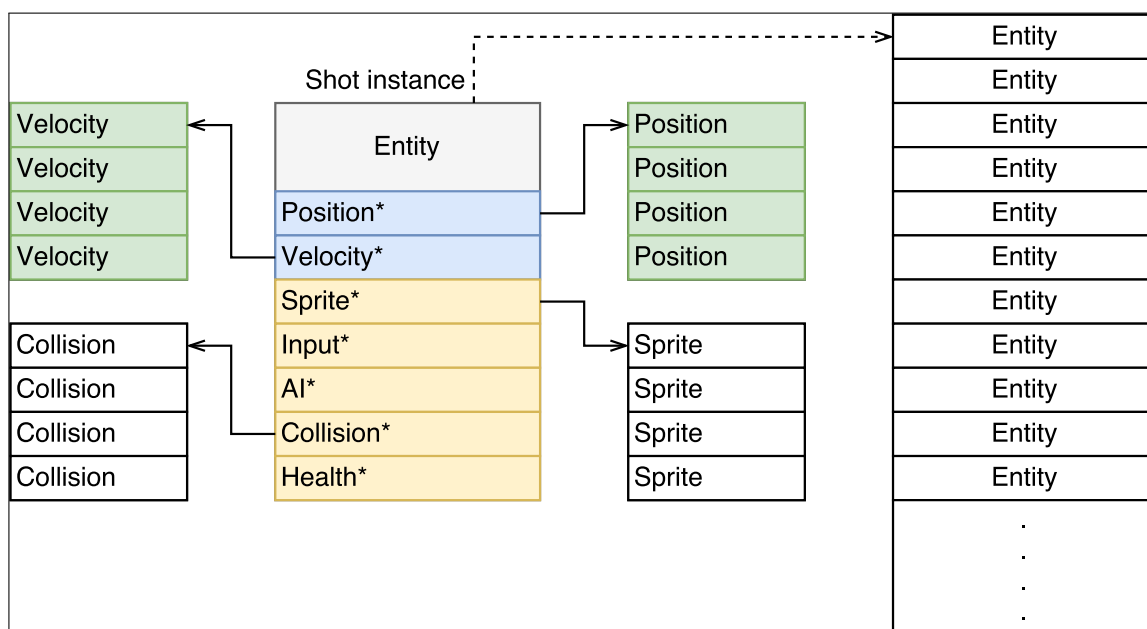 Shot instance
Entity
Position*
Velocity*
Sprite*
Input*
AI*
Collision*
Health*
Velocity
Velocity
Velocity
Velocity
Collision
Collision
Collision
Collision
Position
Position
Position
Position
Sprite
Sprite
Sprite
Sprite
Entity
Entity
Entity
Entity
Entity
Entity
Entity
Entity
Entity
Entity
Entity
.
.
.
.